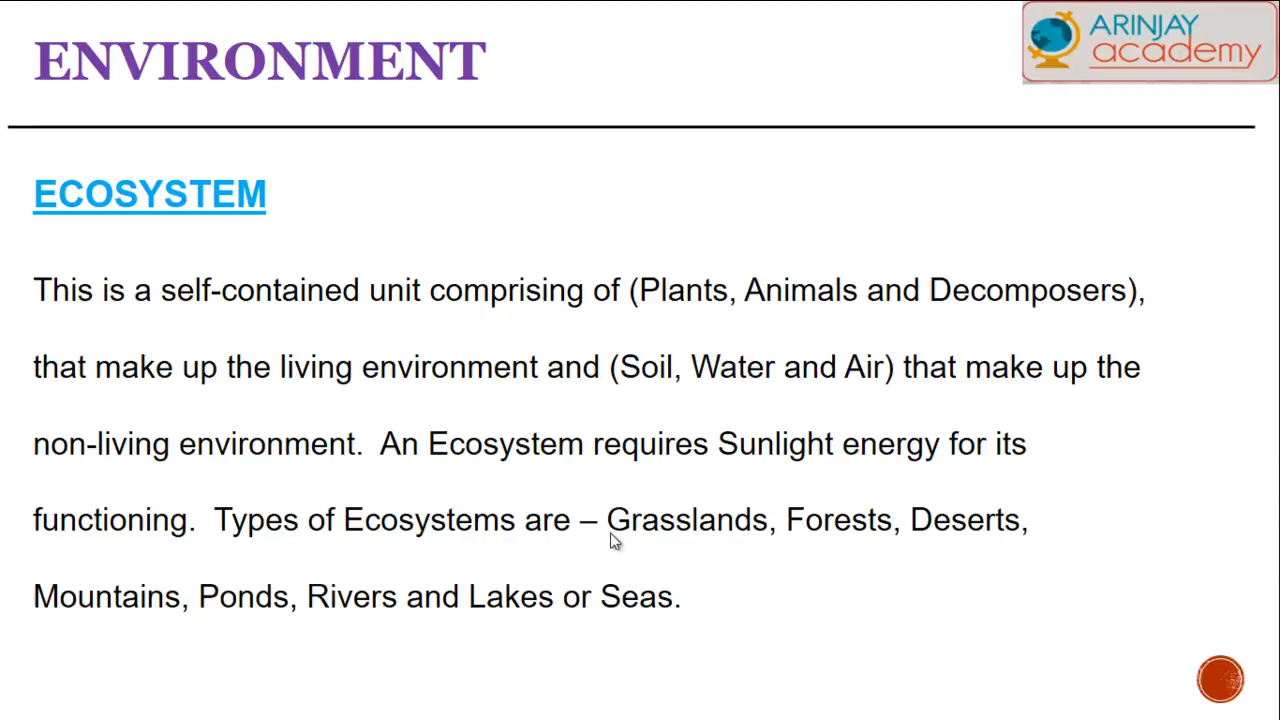 ENVIRONMENT
ARINJAY
academy
ECOSYSTEM
This is a self-contained unit comprising of (Plants, Animals and Decomposers),
that make up the living environment and (Soil, Water and Air) that make up the
non-living environment.  An Ecosystem requires Sunlight energy for its
functioning.  Types of Ecosystems are – Grasslands, Forests, Deserts,
Mountains, Ponds, Rivers and Lakes or Seas.